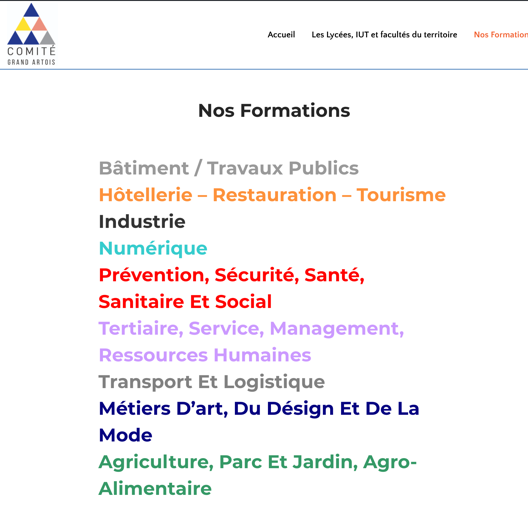 COMITÉ
GRAND ARTOIS
Accueil
Les Lycées, IUT et facultés du territoire
Nos Formation
Nos Formations
Bâtiment / Travaux Publics
Hôtellerie – Restauration – Tourisme
Industrie
Numérique
Prévention, Sécurité, Santé,
Sanitaire Et Social
Tertiaire, Service, Management,
Ressources Humaines
Transport Et Logistique
Métiers D’art, Du Désign Et De La
Mode
Agriculture, Parc Et Jardin, Agro-
Alimentaire